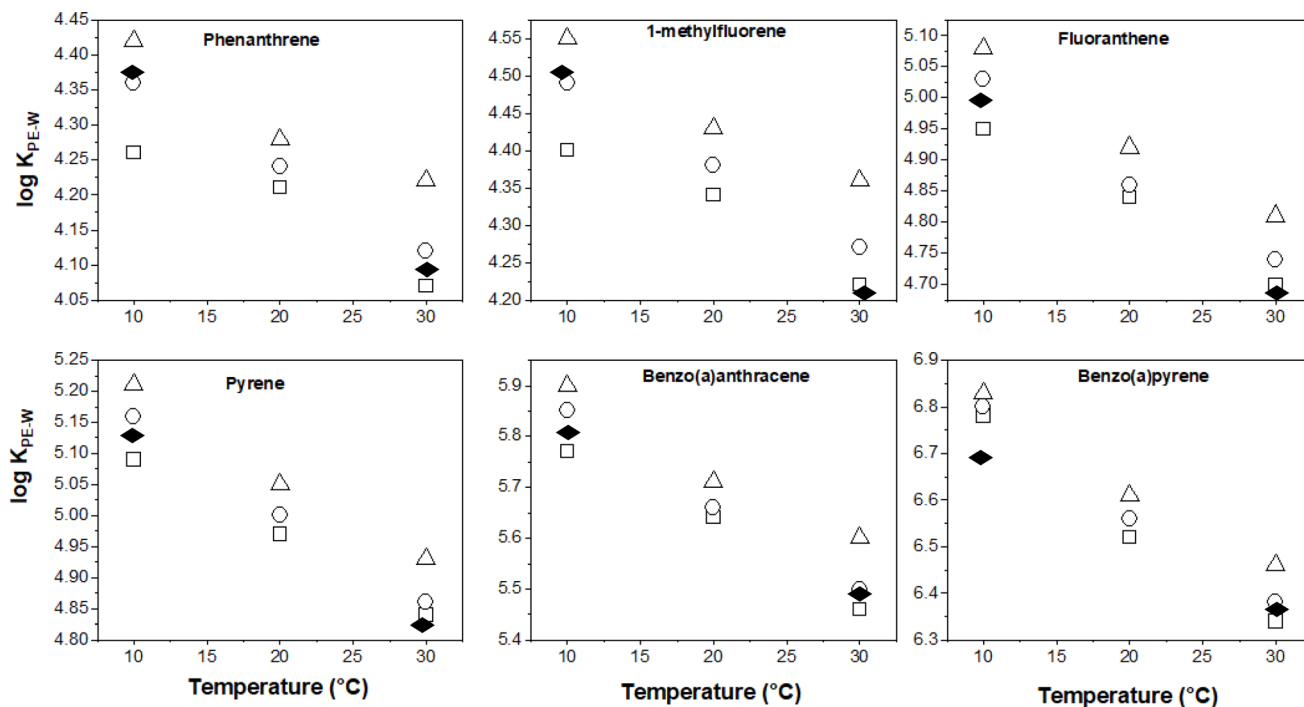 Phenanthrene
log K_PE-W
4.45
4.40
4.35
4.30
4.25
4.20
4.15
4.10
4.05
10 15 20 25 30
1-methylfluorene
4.55
4.50
4.45
4.40
4.35
4.30
4.25
4.20
10 15 20 25 30
Fluoranthene
5.10
5.05
5.00
4.95
4.90
4.85
4.80
4.75
4.70
10 15 20 25 30
Pyrene
log K_PE-W
5.25
5.20
5.15
5.10
5.05
5.00
4.95
4.90
4.85
4.80
10 15 20 25 30
Temperature (°C)
Benzo(a)anthracene
5.9
5.8
5.7
5.6
5.5
5.4
10 15 20 25 30
Temperature (°C)
Benzo(a)pyrene
6.9
6.8
6.7
6.6
6.5
6.4
6.3
10 15 20 25 30
Temperature (°C)